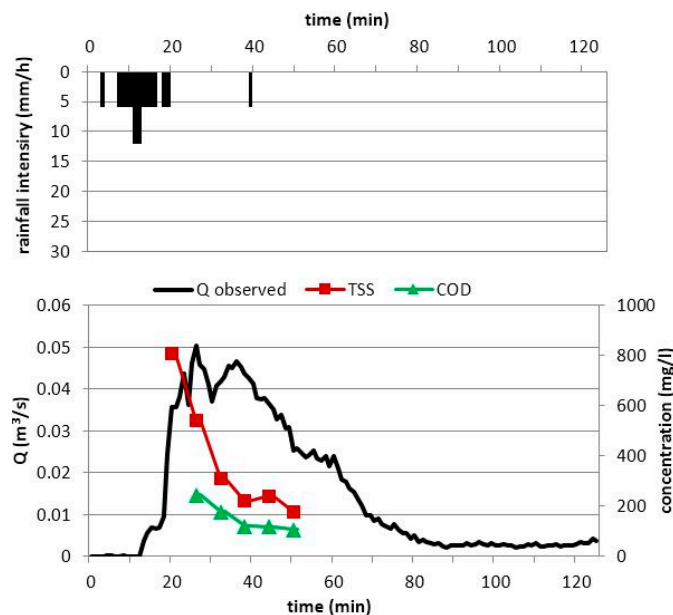 time (min)
0 20 40 60 80 100 120
rainfall intensiry (mm/h)
0
5
10
15
20
25
30
Q observed TSS COD
Q (m³/s)
0.06
0.05
0.04
0.03
0.02
0.01
0
concentration (mg/l)
1000
800
600
400
200
0
0 20 40 60 80 100 120
time (min)